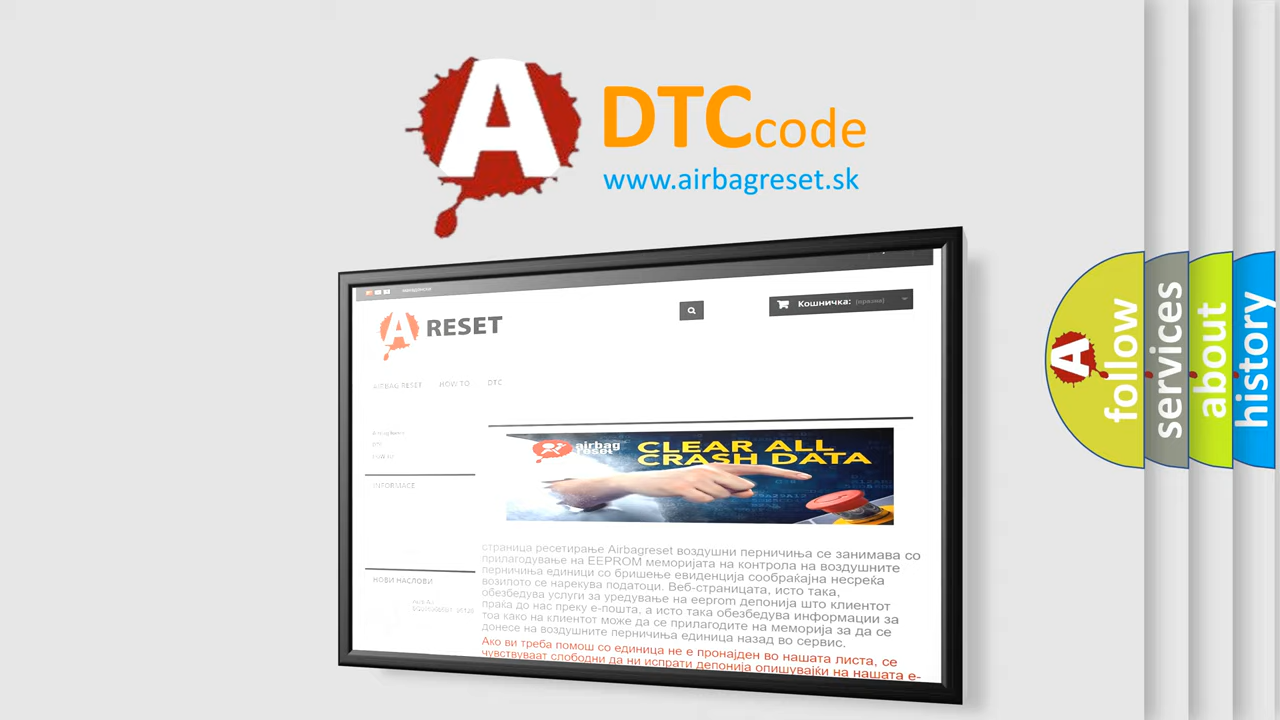 A
DTC code
www.airbagreset.sk
Кошничка: (празни)
A RESET
AIRBAG RESET
HOW TO
DTC
airbag reset
CLEAR ALL
CRASH DATA
INFORMACE
НОВИ НАСЛОВИ
страница ресетирање Airbagreset воздушни перничиња се занимава со
прилагодување на EEPROM меморијата на контрола на воздушните
перничиња единици со бришење евиденција сообраќајна несреќа
возилото се нарекува податоци. Веб-страницата, исто така,
обезбедува услуги за уредување на eeprom депонија што клиентот
праќа до нас преку е-пошта, а исто така обезбедува информации за
тоа како на клиентот може да се прилагодите на меморија за да се
донесе на воздушните перничиња единица назад во сервис.
Ако ви треба помош со единица не е пронајден во нашата листа, се
чувствуваат слободни да ни испрати депонија опишувајќи на нашата е-
A
follow
services
about
history